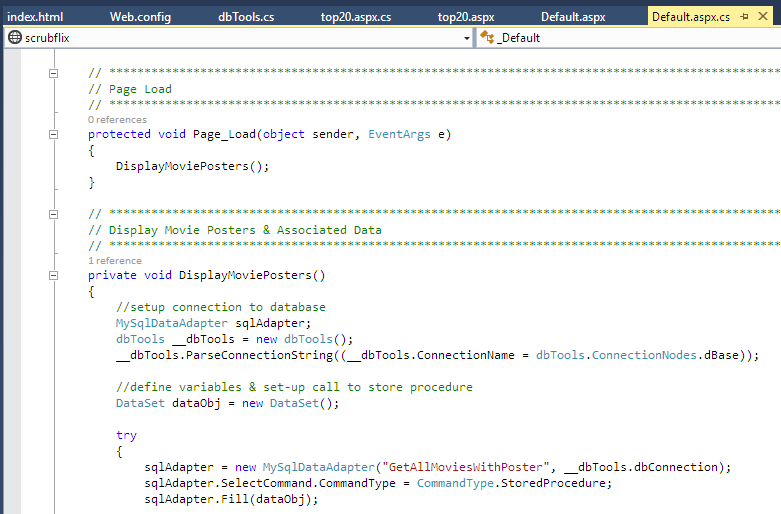 index.html Web.config dbTools.cs top20.aspx.cs top20.aspx Default.aspx Default.aspx.cs
scrubflix _Default
// *************************************************************************************************
// Page Load
// *************************************************************************************************
0 references
protected void Page_Load(object sender, EventArgs e)
{
DisplayMoviePosters();
}
// *************************************************************************************************
// Display Movie Posters & Associated Data
// *************************************************************************************************
1 reference
private void DisplayMoviePosters()
{
//setup connection to database
MySqlDataAdapter sqlAdapter;
dbTools __dbTools = new dbTools();
__dbTools.ParseConnectionString((__dbTools.ConnectionName = dbTools.ConnectionNodes.dBase));
//define variables & set-up call to store procedure
DataSet dataObj = new DataSet();
try
{
sqlAdapter = new MySqlDataAdapter("GetAllMoviesWithPoster", __dbTools.dbConnection);
sqlAdapter.SelectCommand.CommandType = CommandType.StoredProcedure;
sqlAdapter.Fill(dataObj);